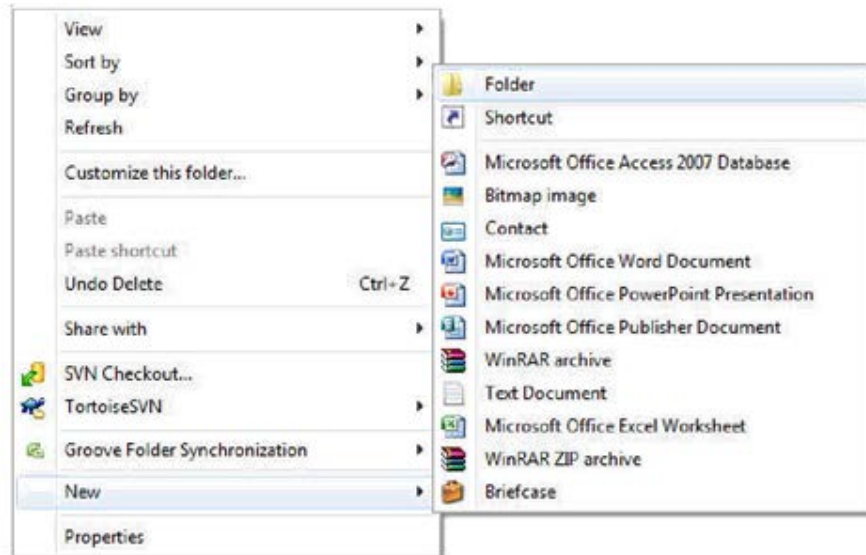 View
Sort by
Group by
Refresh
Customize this folder...
Paste
Paste shortcut
Undo Delete Ctrl+Z
Share with
SVN Checkout...
TortoiseSVN
Groove Folder Synchronization
New
Properties
Folder
Shortcut
Microsoft Office Access 2007 Database
Bitmap image
Contact
Microsoft Office Word Document
Microsoft Office PowerPoint Presentation
Microsoft Office Publisher Document
WinRAR archive
Text Document
Microsoft Office Excel Worksheet
WinRAR ZIP archive
Briefcase